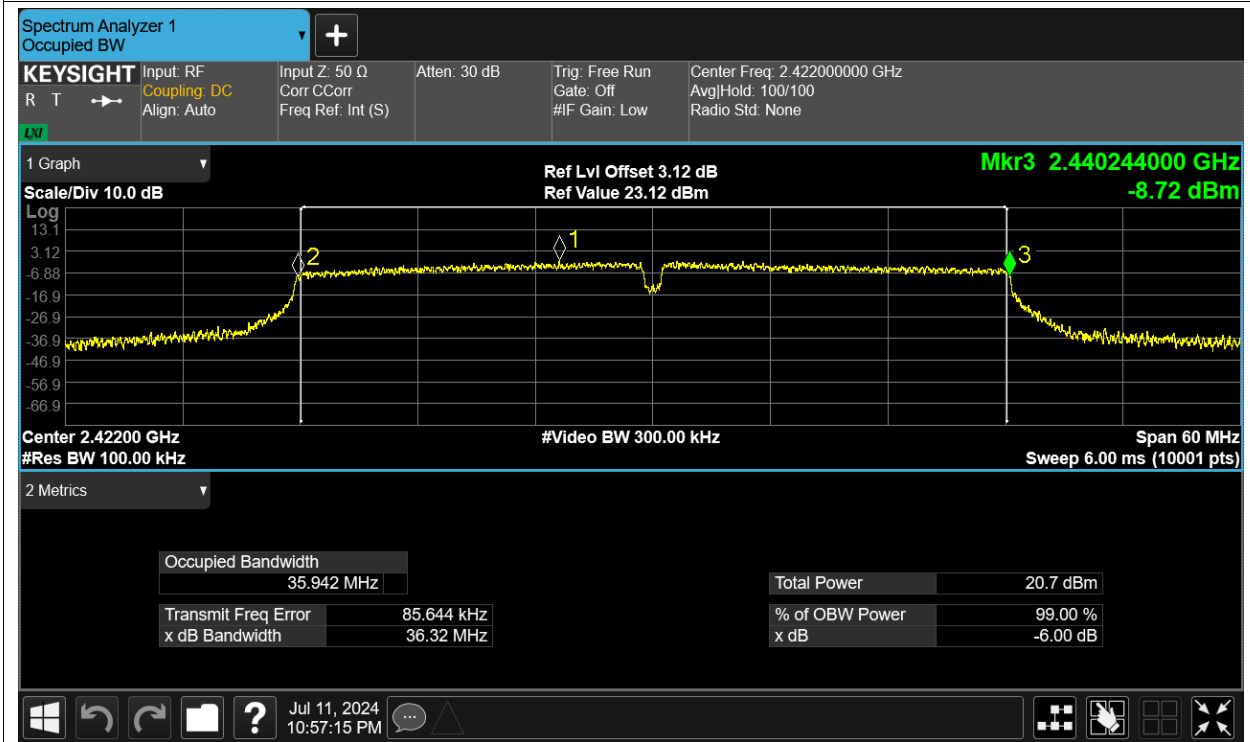 Spectrum Analyzer 1
Occupied BW
KEYSIGHT Input: RF Input Z: 50 Ω Atten: 30 dB Trig: Free Run Center Freq: 2.422000000 GHz
R T Coupling: DC Corr CCorr Gate: Off Avg|Hold: 100/100
Align: Auto Freq Ref: Int (S) #IF Gain: Low Radio Std: None
LXI
1 Graph Ref Lvl Offset 3.12 dB Mkr3 2.440244000 GHz
Scale/Div 10.0 dB Ref Value 23.12 dBm -8.72 dBm
Log
13.1
3.12
-6.88
-16.9
-26.9
-36.9
-46.9
-56.9
-66.9
2
1
3
Center 2.42200 GHz #Video BW 300.00 kHz Span 60 MHz
#Res BW 100.00 kHz Sweep 6.00 ms (10001 pts)
2 Metrics
Occupied Bandwidth
35.942 MHz Total Power 20.7 dBm
Transmit Freq Error 85.644 kHz % of OBW Power 99.00 %
x dB Bandwidth 36.32 MHz x dB -6.00 dB
? Jul 11, 2024
10:57:15 PM